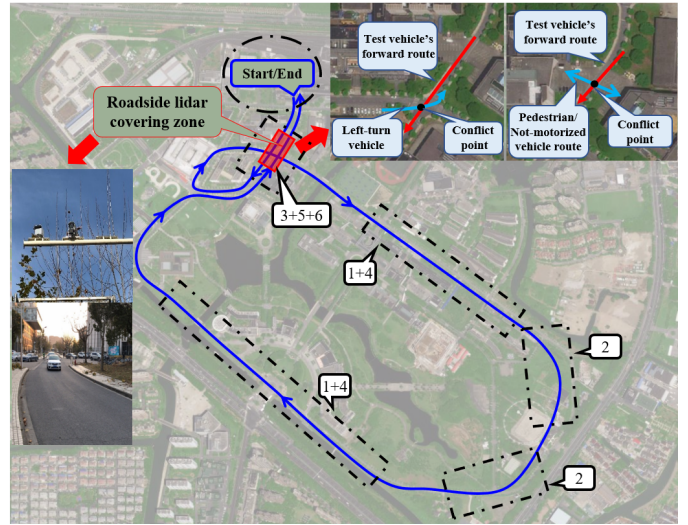 Start/End
Roadside lidar
covering zone
Test vehicle's
forward route
Left-turn
vehicle
Conflict
point
Test vehicle's
forward route
Pedestrian/
Not-motorized
vehicle route
Conflict
point
3+5+6
1+4
2
1+4
2